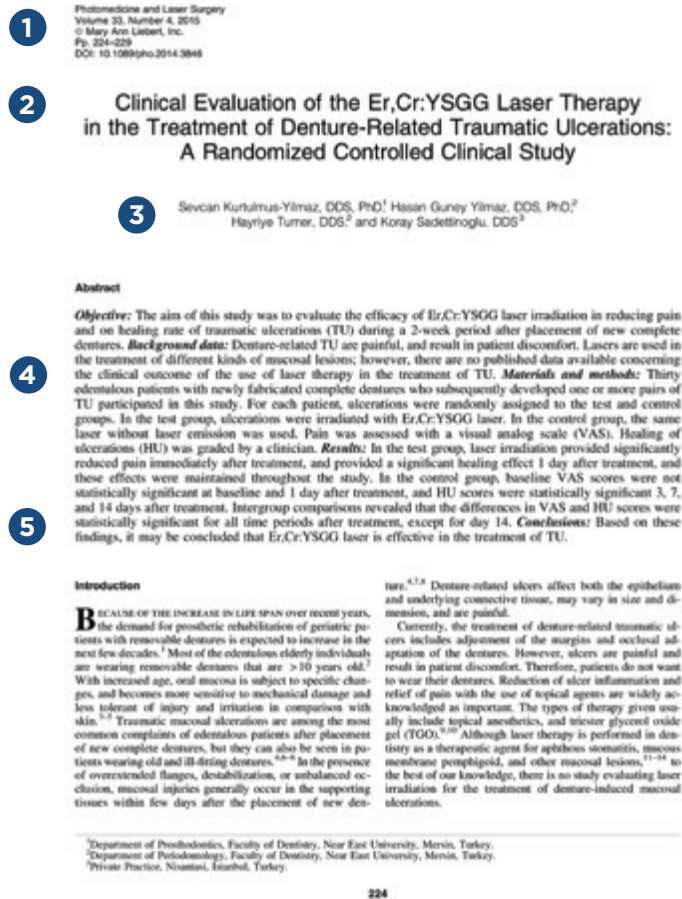 1
Photomedicine and Laser Surgery
Volume 33, Number 4, 2015
© Mary Ann Liebert, Inc.
Pp. 224–229
DOI: 10.1089/pho.2014.3846
2
Clinical Evaluation of the Er,Cr:YSGG Laser Therapy
in the Treatment of Denture-Related Traumatic Ulcerations:
A Randomized Controlled Clinical Study
3
Sevcan Kurtulmus-Yilmaz, DDS, PhD,1 Hasan Guney Yilmaz, DDS, PhD,2
Hayriye Tumer, DDS,2 and Koray Sadettinoglu, DDS3
Abstract
Objective: The aim of this study was to evaluate the efficacy of Er,Cr:YSGG laser irradiation in reducing pain
and on healing rate of traumatic ulcerations (TU) during a 2-week period after placement of new complete
dentures. Background data: Denture-related TU are painful, and result in patient discomfort. Lasers are used in
the treatment of different kinds of mucosal lesions; however, there are no published data available concerning
4
the clinical outcome of the use of laser therapy in the treatment of TU. Materials and methods: Thirty
edentulous patients with newly fabricated complete dentures who subsequently developed one or more pairs of
TU participated in this study. For each patient, ulcerations were randomly assigned to the test and control
groups. In the test group, ulcerations were irradiated with Er,Cr:YSGG laser. In the control group, the same
laser without laser emission was used. Pain was assessed with a visual analog scale (VAS). Healing of
ulcerations (HU) was graded by a clinician. Results: In the test group, laser irradiation provided significantly
reduced pain immediately after treatment, and provided a significant healing effect 1 day after treatment, and
these effects were maintained throughout the study. In the control group, baseline VAS scores were not
statistically significant at baseline and 1 day after treatment, and HU scores were statistically significant 3, 7,
and 14 days after treatment. Intergroup comparisons revealed that the differences in VAS and HU scores were
5
statistically significant for all time periods after treatment, except for day 14. Conclusions: Based on these
findings, it may be concluded that Er,Cr:YSGG laser is effective in the treatment of TU.
Introduction
BECAUSE OF THE INCREASE IN LIFE SPAN over recent years,
the demand for prosthetic rehabilitation of geriatric pa-
tients with removable dentures is expected to increase in the
next few decades.1 Most of the edentulous elderly individuals
are wearing removable dentures that are >10 years old.2
With increased age, oral mucosa is subject to specific chan-
ges, and becomes more sensitive to mechanical damage and
less tolerant of injury and irritation in comparison with
skin.3–5 Traumatic mucosal ulcerations are among the most
common complaints of edentulous patients after placement
of new complete dentures, but they can also be seen in pa-
tients wearing old and ill-fitting dentures.4,6–8 In the presence
of overextended flanges, destabilization, or unbalanced oc-
clusion, mucosal injuries generally occur in the supporting
tissues within few days after the placement of new den-
ture.4,7,8 Denture-related ulcers affect both the epithelium
and underlying connective tissue, may vary in size and di-
mension, and are painful.
Currently, the treatment of denture-related traumatic ul-
cers includes adjustment of the margins and occlusal ad-
aptation of the dentures. However, ulcers are painful and
result in patient discomfort. Therefore, patients do not want
to wear their dentures. Reduction of ulcer inflammation and
relief of pain with the use of topical agents are widely ac-
knowledged as important. The types of therapy given usu-
ally include topical anesthetics, and triester glycerol oxide
gel (TGO).9,10 Although laser therapy is performed in den-
tistry as a therapeutic agent for aphthous stomatitis, mucous
membrane pemphigoid, and other mucosal lesions,11–14 to
the best of our knowledge, there is no study evaluating laser
irradiation for the treatment of denture-induced mucosal
ulcerations.
1Department of Prosthodontics, Faculty of Dentistry, Near East University, Mersin, Turkey.
2Department of Periodontology, Faculty of Dentistry, Near East University, Mersin, Turkey.
3Private Practice, Nisantasi, Istanbul, Turkey.
224